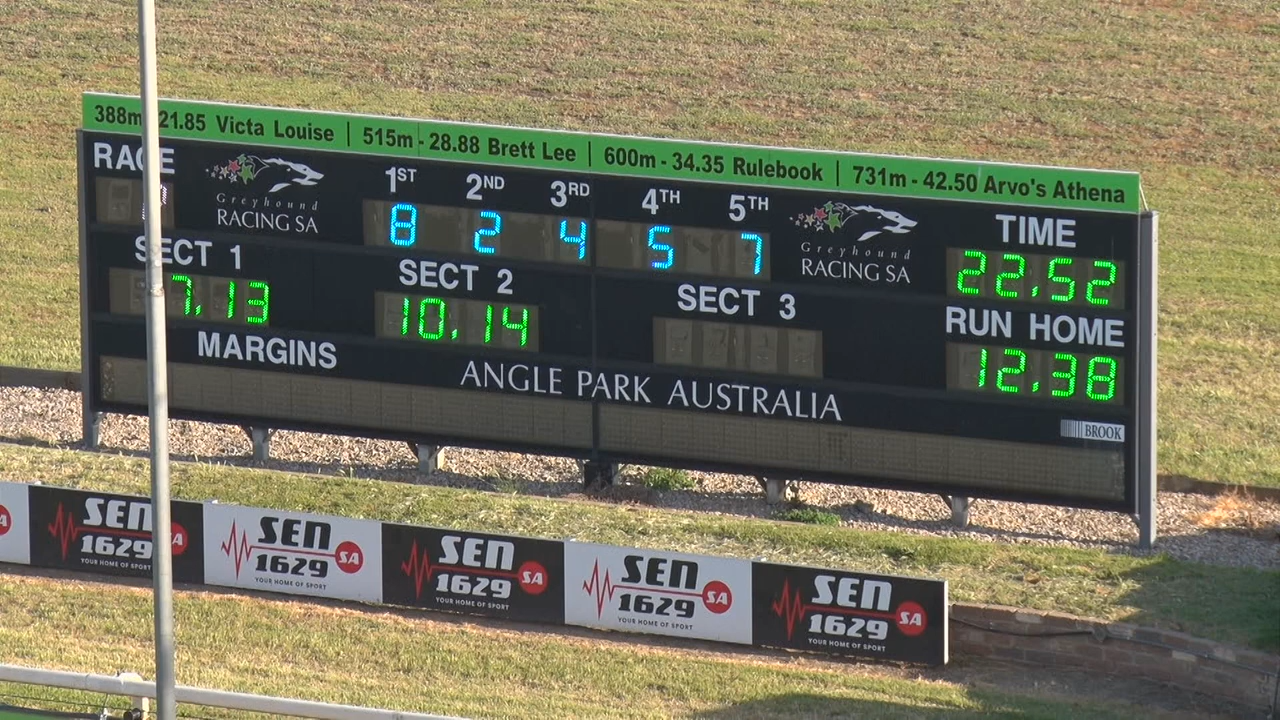 388m 21.85 Victa Louise | 515m - 28.88 Brett Lee | 600m - 34.35 Rulebook | 731m - 42.50 Arvo's Athena
RACE
Greyhound
RACING SA
1ST 2ND 3RD 4TH 5TH
8 2 4 5 7
Greyhound
RACING SA
TIME
22.52
SECT 1
7.13
SECT 2
10.14
SECT 3
RUN HOME
12.38
MARGINS
ANGLE PARK AUSTRALIA
BROOK
SEN
1629
SA
SEN
1629
SA
YOUR HOME OF SPORT
SEN
1629
SA
YOUR HOME OF SPORT
SEN
1629
SA
YOUR HOME OF SPORT
SEN
1629
SA
YOUR HOME OF SPORT